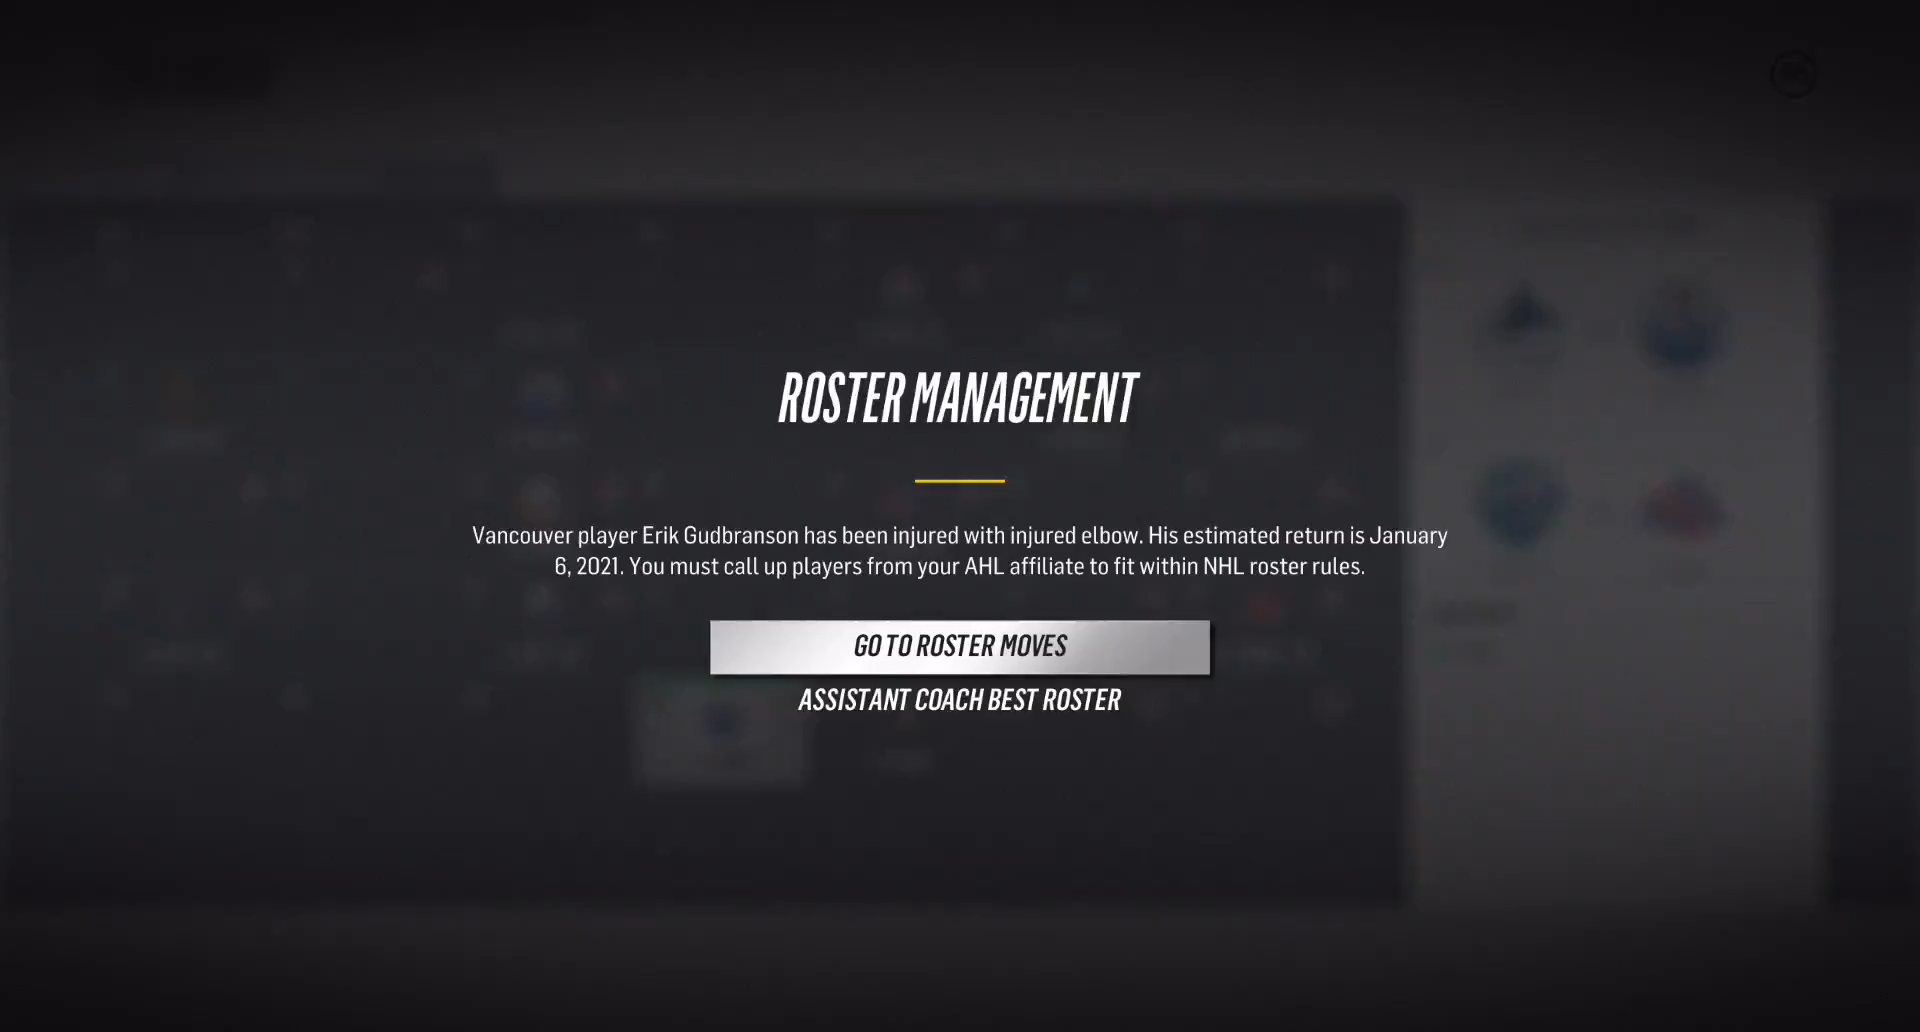 ROSTER MANAGEMENT
Vancouver player Erik Gudbranson has been injured with injured elbow. His estimated return is January
6, 2021. You must call up players from your AHL affiliate to fit within NHL roster rules.
GO TO ROSTER MOVES
ASSISTANT COACH BEST ROSTER